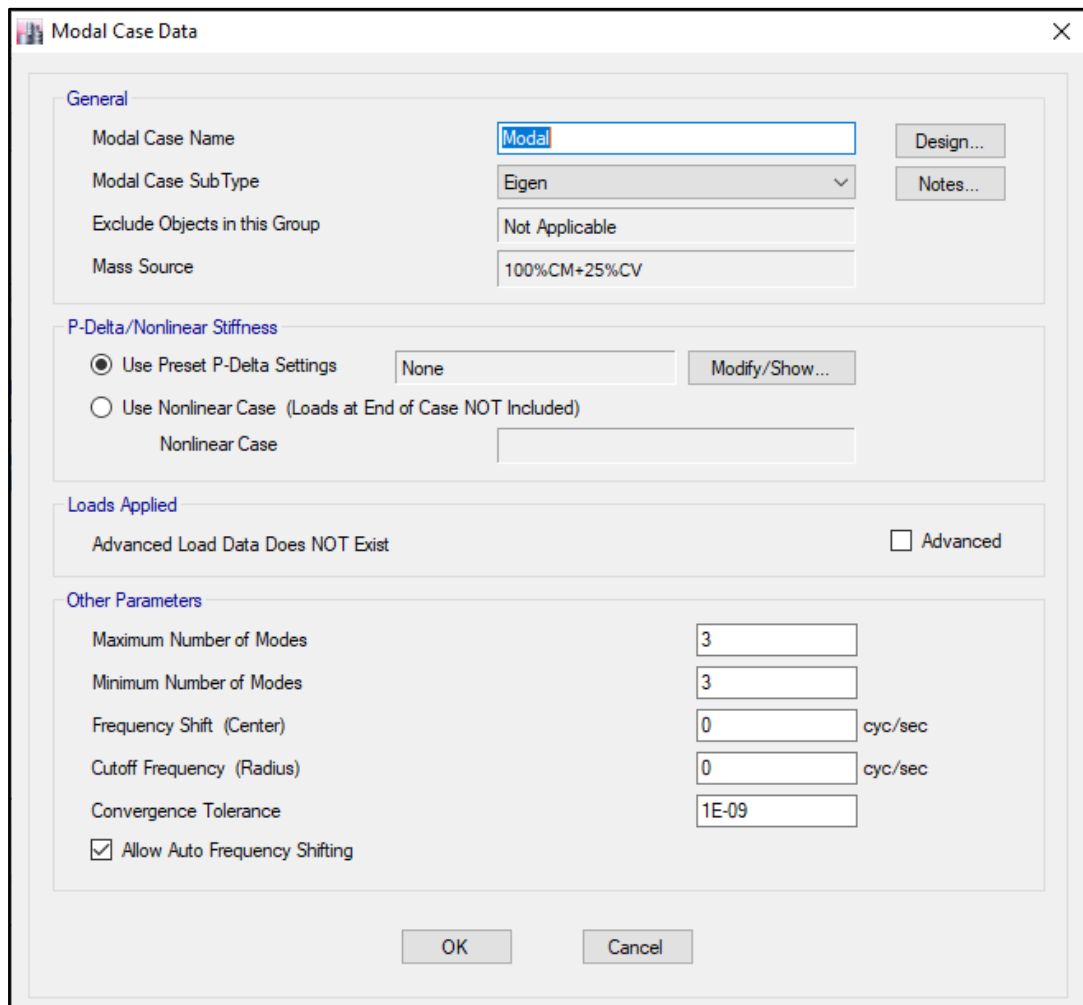 Modal Case Data
General
Modal Case Name Modal Design...
Modal Case SubType Eigen Notes...
Exclude Objects in this Group Not Applicable
Mass Source 100%CM+25%CV
P-Delta/Nonlinear Stiffness
Use Preset P-Delta Settings None Modify/Show...
Use Nonlinear Case (Loads at End of Case NOT Included)
Nonlinear Case
Loads Applied
Advanced Load Data Does NOT Exist Advanced
Other Parameters
Maximum Number of Modes 3
Minimum Number of Modes 3
Frequency Shift (Center) 0 cyc/sec
Cutoff Frequency (Radius) 0 cyc/sec
Convergence Tolerance 1E-09
Allow Auto Frequency Shifting
OK Cancel